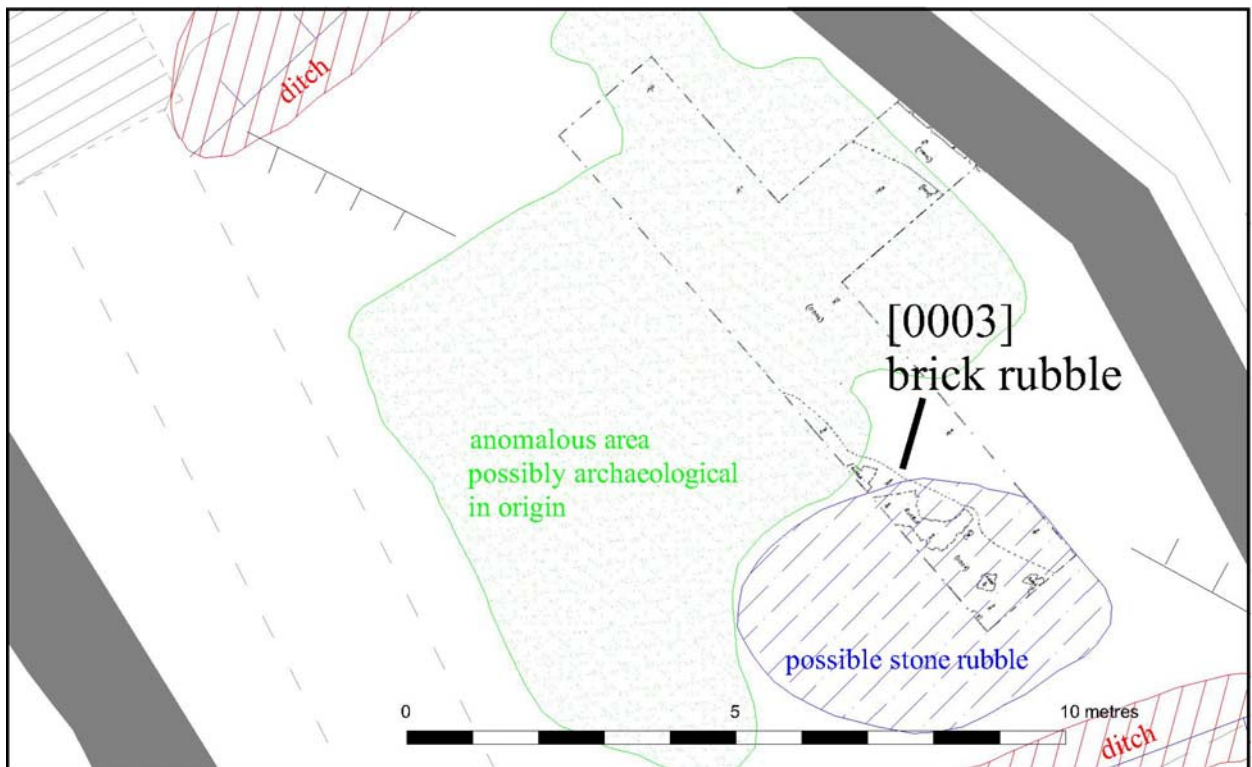 ditch
[0003]
brick rubble
anomalous area
possibly archaeological
in origin
possible stone rubble
0 5 10 metres
ditch